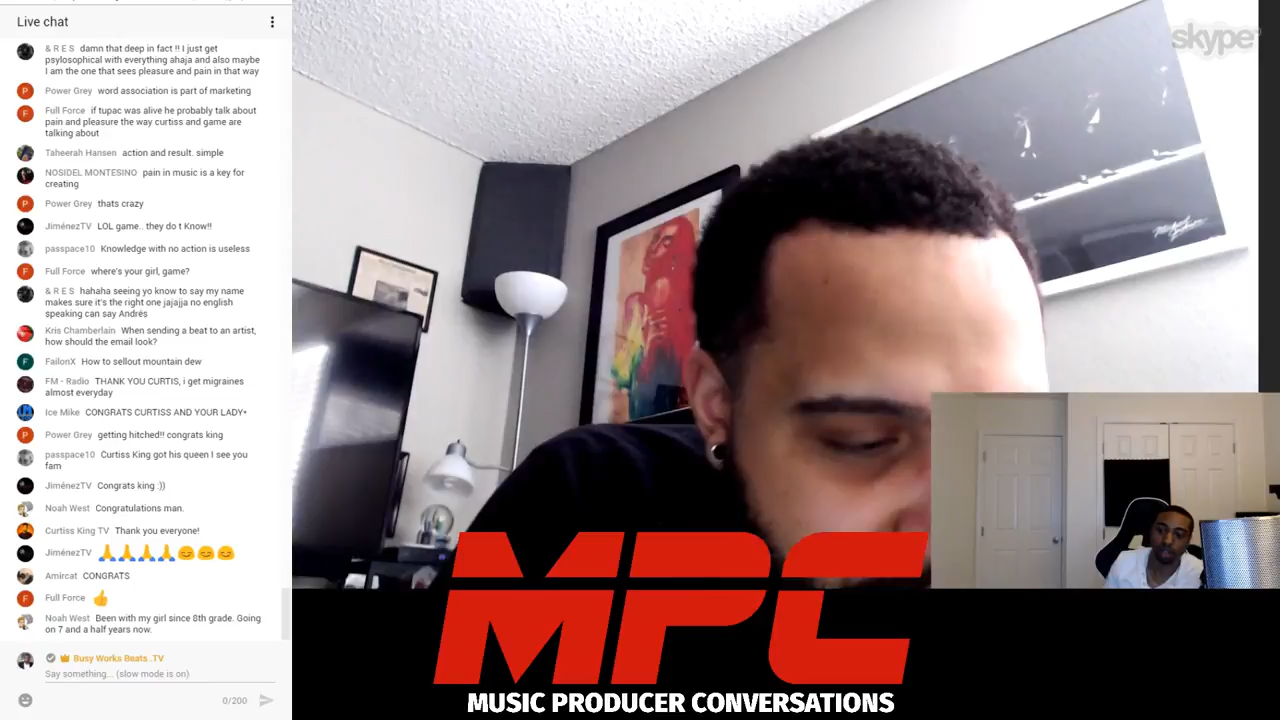 Live chat
& R E S damn that deep in fact !! I just get
psylosophical with everything ahaja and also maybe
I am the one that sees pleasure and pain in that way
Power Grey word association is part of marketing
Full Force if tupac was alive he probably talk about
pain and pleasure the way curtiss and game are
talking about
Taheerah Hansen action and result. simple
NOSIDEL MONTESINO pain in music is a key for
creating
Power Grey thats crazy
JiménezTV LOL game.. they do t Know!!
passpace10 Knowledge with no action is useless
Full Force where's your girl, game?
& R E S hahaha seeing yo know to say my name
makes sure it's the right one jajajja no english
speaking can say Andrés
Kris Chamberlain When sending a beat to an artist,
how should the email look?
FailonX How to sellout mountain dew
FM - Radio THANK YOU CURTIS, i get migraines
almost everyday
Ice Mike CONGRATS CURTISS AND YOUR LADY+
Power Grey getting hitched!! congrats king
passpace10 Curtiss King got his queen I see you
fam
JiménezTV Congrats king :))
Noah West Congratulations man.
Curtiss King TV Thank you everyone!
JiménezTV 🙏🙏🙏🙏😊😊😊
Amircat CONGRATS
Full Force 👍
Noah West Been with my girl since 8th grade. Going
on 7 and a half years now.
Busy Works Beats .TV
Say something... (slow mode is on)
0/200
skype
MPC
MUSIC PRODUCER CONVERSATIONS